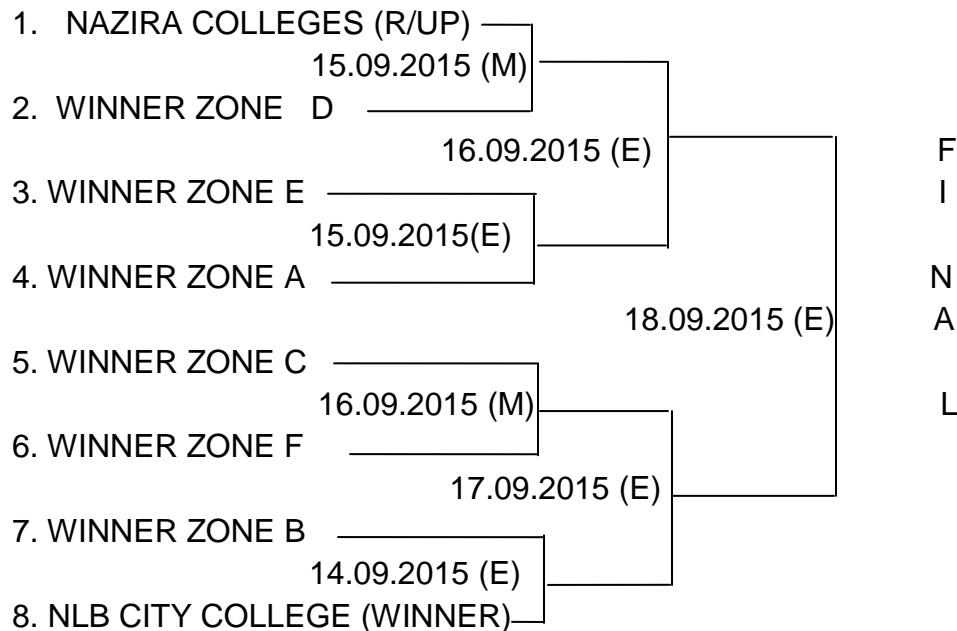 1. NAZIRA COLLEGES (R/UP)
15.09.2015 (M)
2. WINNER ZONE D
16.09.2015 (E)
F
3. WINNER ZONE E
I
15.09.2015(E)
4. WINNER ZONE A
N
18.09.2015 (E)
A
5. WINNER ZONE C
16.09.2015 (M)
L
6. WINNER ZONE F
17.09.2015 (E)
7. WINNER ZONE B
14.09.2015 (E)
8. NLB CITY COLLEGE (WINNER)